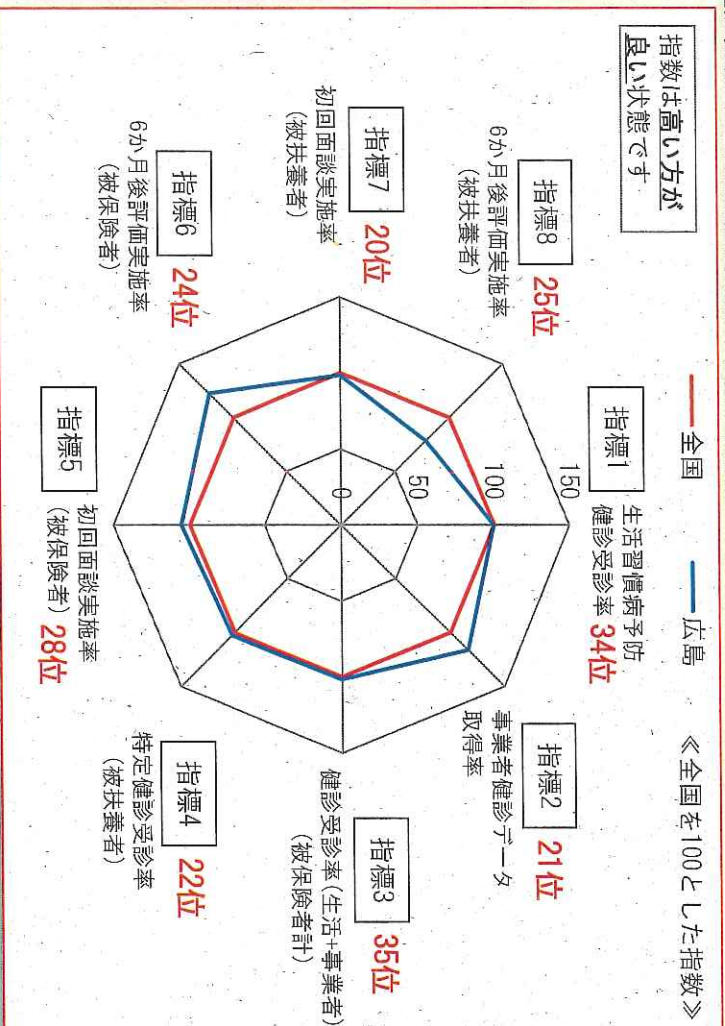 指数は高い方が
良い状態です
全国
広島
≪全国を100とした指数≫
指標1
生活習慣病予防
健診受診率
34位
指標2
21位
事業者健診データ
取得率
指標3
35位
健診受診率(生活+事業者)
(被保険者計)
指標4
22位
特定健診受診率
(被扶養者)
指標5
初回面談実施率
(被保険者)
28位
指標6
24位
6か月後評価実施率
(被保険者)
指標7
20位
初回面談実施率
(被扶養者)
指標8
25位
6か月後評価実施率
(被扶養者)
150
100
50
0